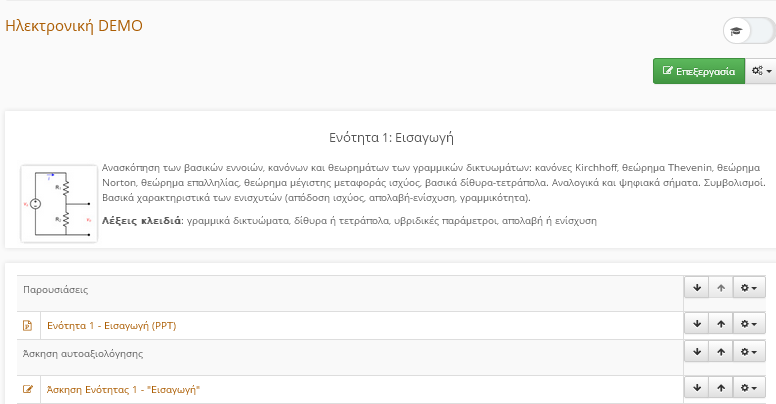 Ηλεκτρονική DEMO
Επεξεργασία
Ενότητα 1: Εισαγωγή
Ανασκόπηση των βασικών εννοιών, κανόνων και θεωρημάτων των γραμμικών δικτυωμάτων: κανόνες Kirchhoff, θεώρημα Thevenin, θεώρημα
Norton, θεώρημα επαλληλίας, θεώρημα μέγιστης μεταφοράς ισχύος, βασικά δίθυρα-τετράπολα. Αναλογικά και ψηφιακά σήματα. Συμβολισμοί.
Βασικά χαρακτηριστικά των ενισχυτών (απόδοση ισχύος, απολαβή-ενίσχυση, γραμμικότητα).
Λέξεις κλειδιά: γραμμικά δικτυώματα, δίθυρα ή τετράπολα, υβριδικές παράμετροι, απολαβή ή ενίσχυση
Παρουσιάσεις
Ενότητα 1 - Εισαγωγή (PPT)
Άσκηση αυτοαξιολόγησης
Άσκηση Ενότητας 1 - "Εισαγωγή"